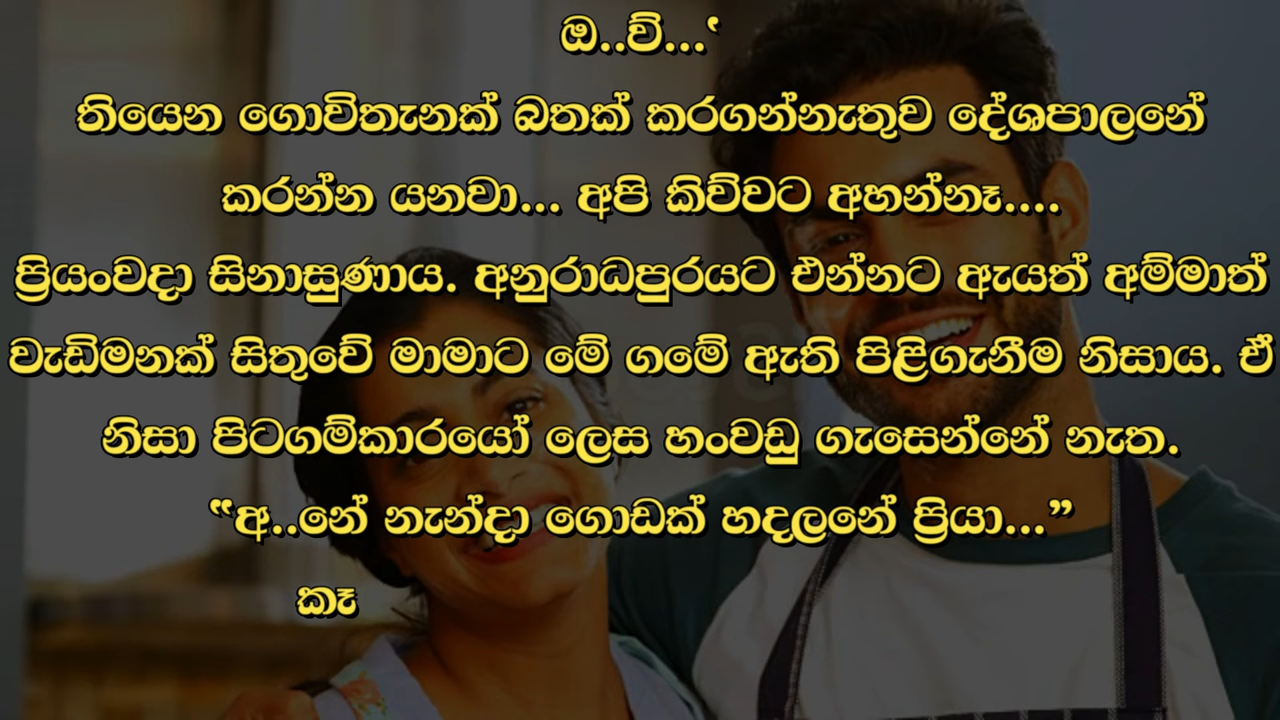 ඔ..ව්...‘
තියෙන ගොවිතැනක් බතක් කරගන්නැතුව දේශපාලනේ
කරන්න යනවා... අපි කිව්වට අහන්නෑ....
ප්‍රියංවදා සිනාසුණාය. අනුරාධපුරයට එන්නට ඇයත් අම්මාත්
වැඩිමනක් සිතුවේ මාමාට මේ ගමේ ඇති පිළිගැනීම නිසාය. ඒ
නිසා පිටගම්කාරයෝ ලෙස හංවඩු ගැසෙන්නේ නැත.
“අ..නේ නැන්දා ගොඩක් හදලනේ ප්‍රියා...”
කෑ